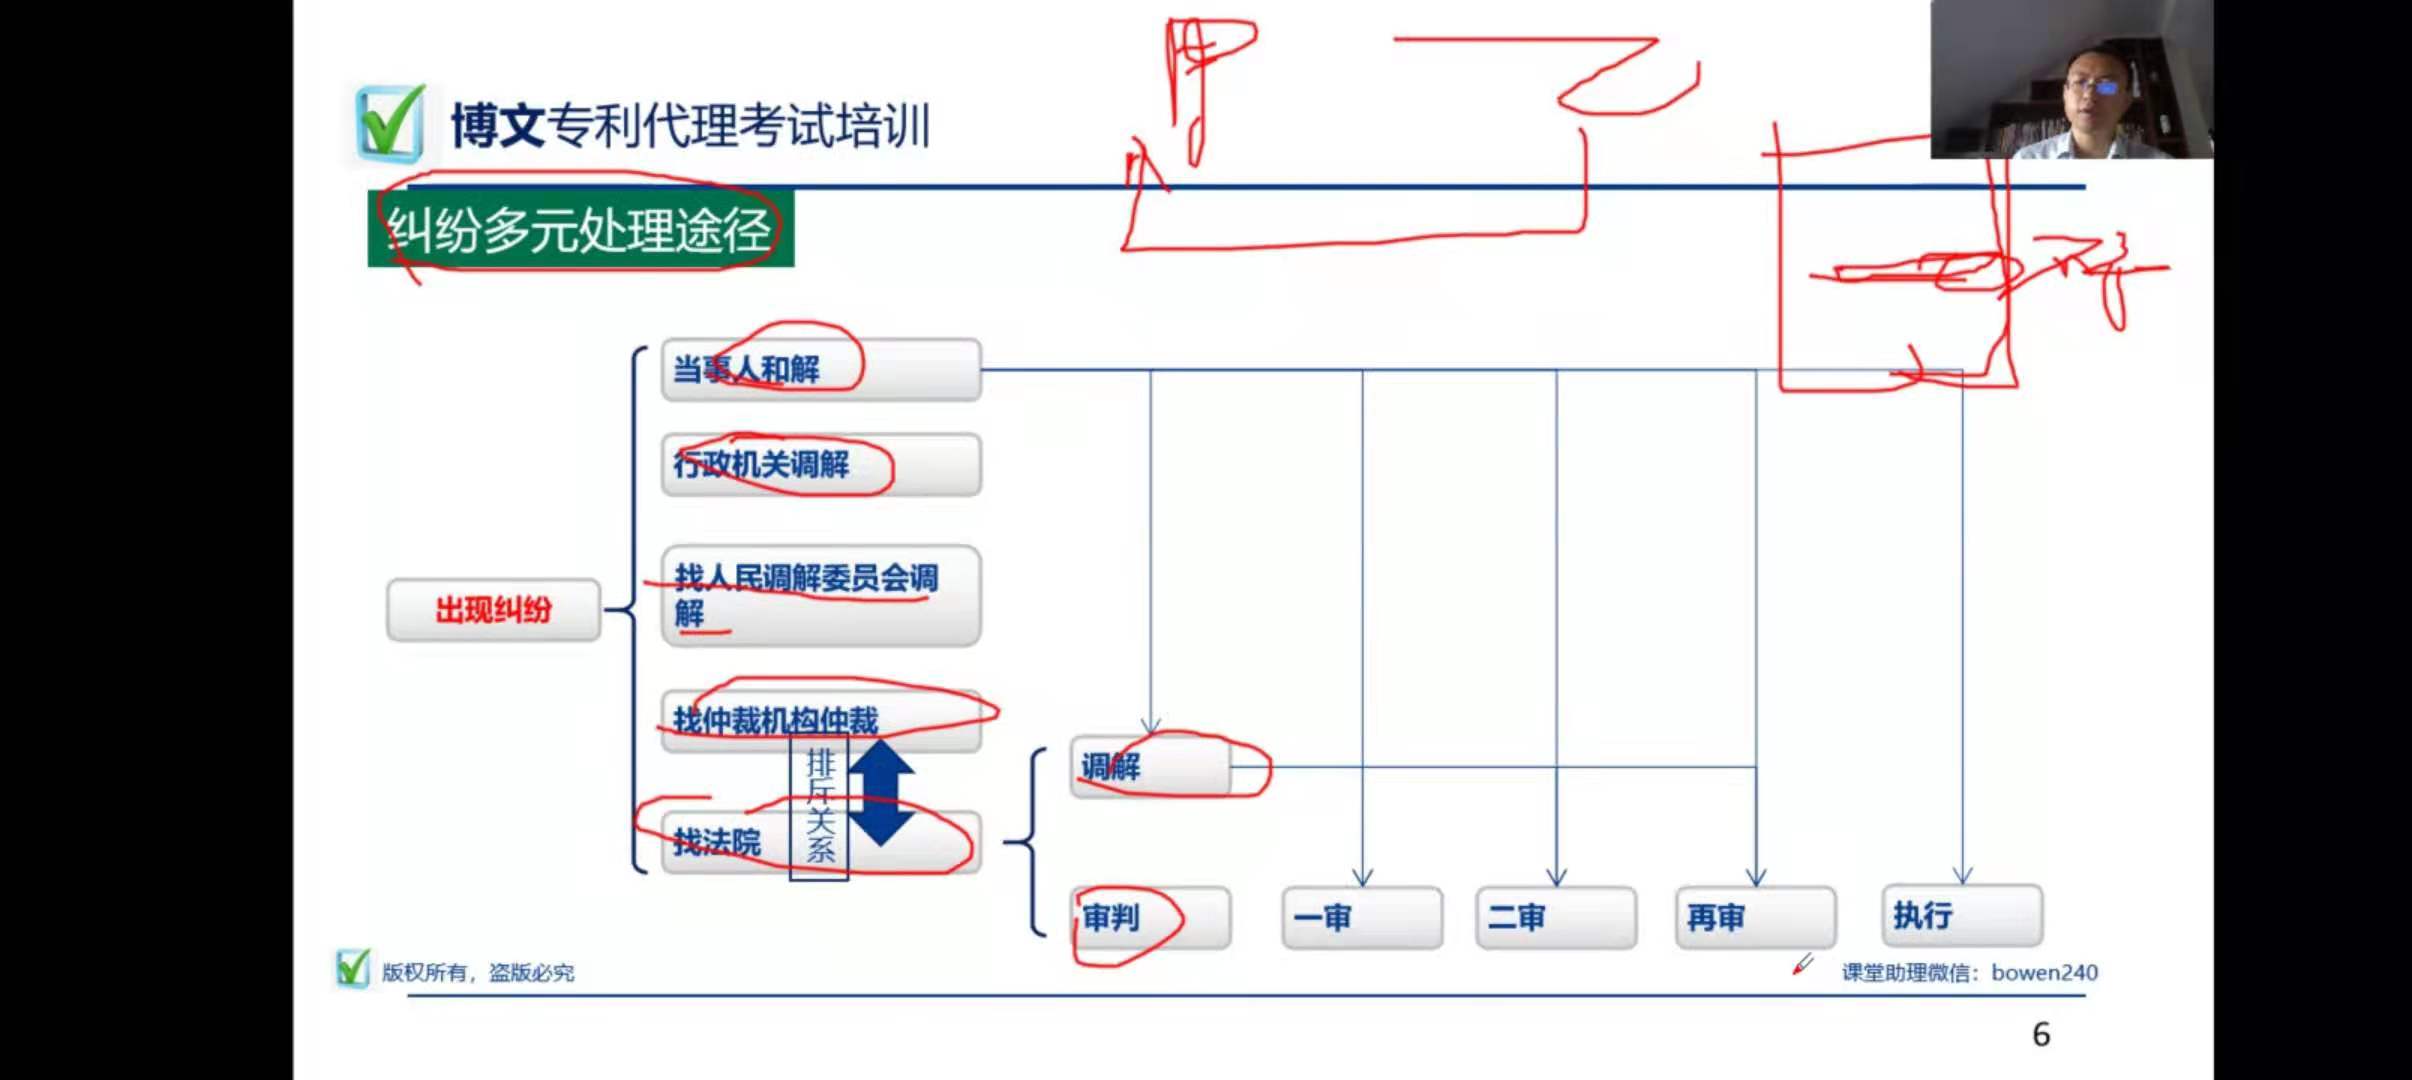 博文专利代理考试培训
纠纷多元处理途径
当事人和解
行政机关调解
找人民调解委员会调
解
出现纠纷
找仲裁机构仲裁
排斥关系
找法院
调解
审判
一审
二审
再审
执行
版权所有，盗版必究
课堂助理微信：bowen240
6